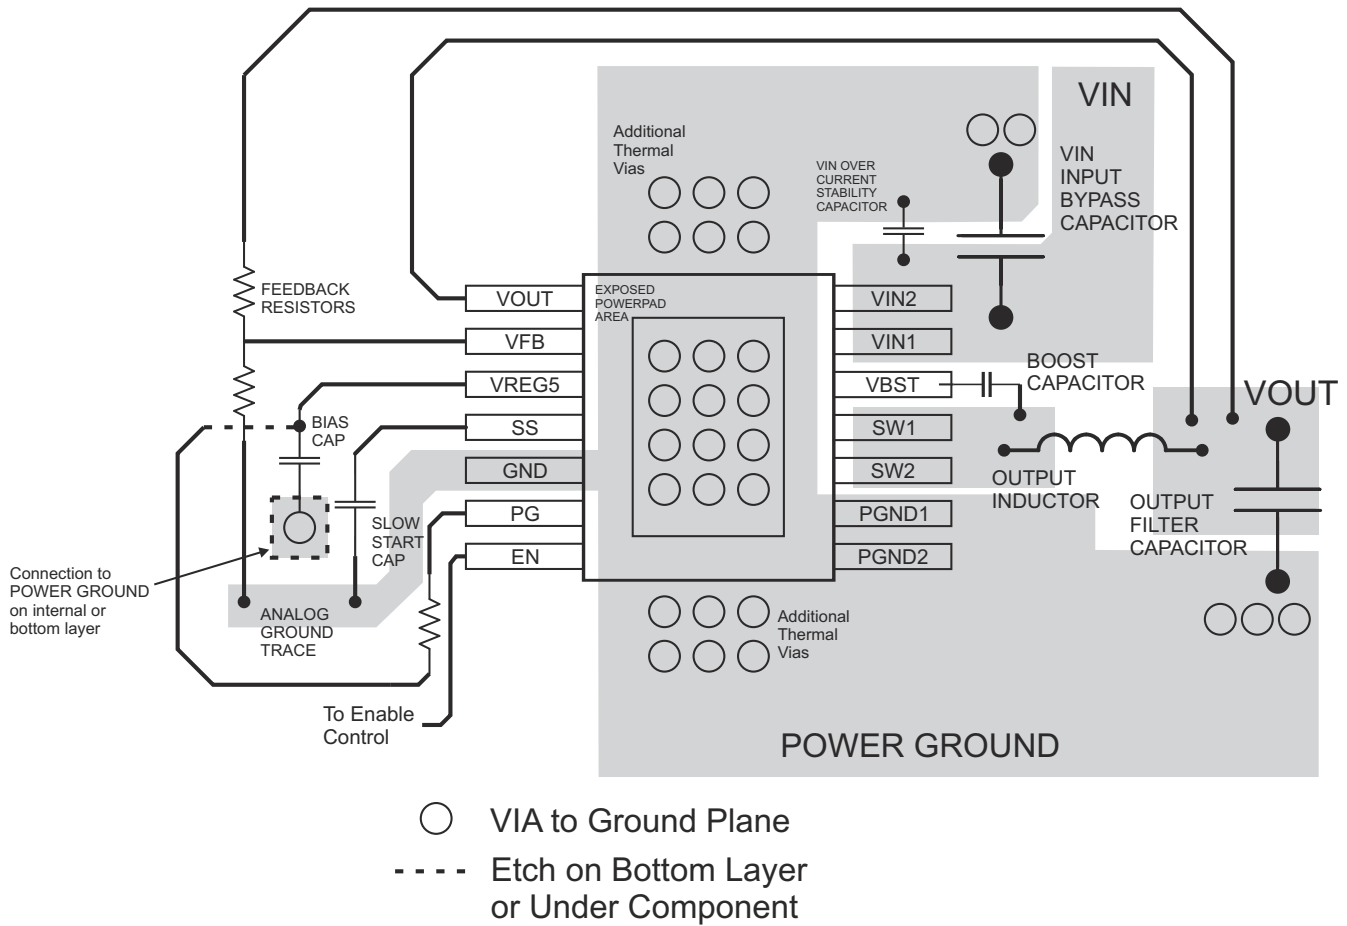 VIN
Additional
Thermal
Vias
VIN OVER
CURRENT
STABILITY
CAPACITOR
VIN
INPUT
BYPASS
CAPACITOR
FEEDBACK
RESISTORS
VOUT
VFB
VREG5
SS
GND
PG
EN
EXPOSED
POWERPAD
AREA
VIN2
VIN1
VBST
SW1
SW2
PGND1
PGND2
BOOST
CAPACITOR
VOUT
BIAS
CAP
OUTPUT
INDUCTOR
OUTPUT
FILTER
CAPACITOR
SLOW
START
CAP
Connection to
POWER GROUND
on internal or
bottom layer
ANALOG
GROUND
TRACE
Additional
Thermal
Vias
To Enable
Control
POWER GROUND
VIA to Ground Plane
Etch on Bottom Layer
or Under Component